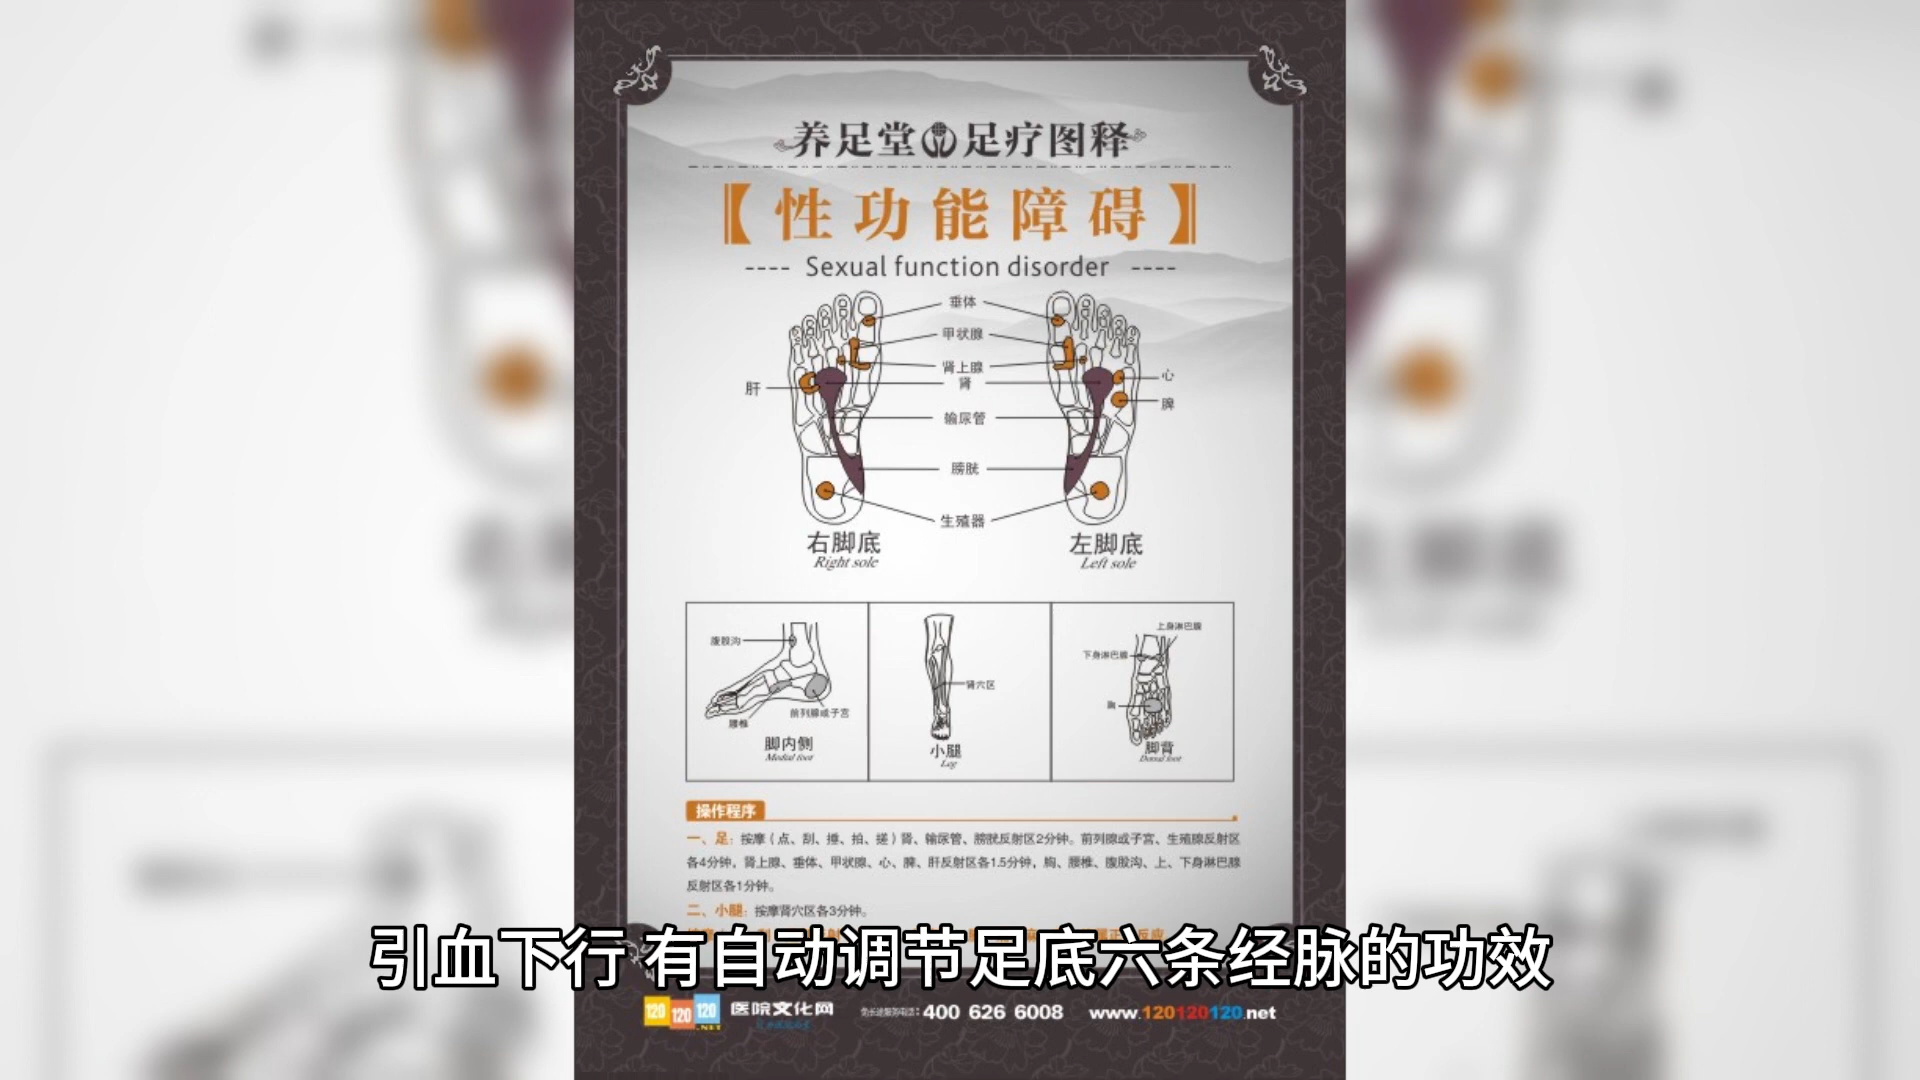 养足堂 足疗图释
【性功能障碍】
---- Sexual function disorder ----
垂体
甲状腺
肾上腺
肾
肝
心
脾
输尿管
膀胱
生殖器
右脚底
Right sole
左脚底
Left sole
腹股沟
腰椎
前列腺或子宫
脚内侧
Medial foot
肾穴区
小腿
Leg
上身淋巴腺
下身淋巴腺
胸
脚背
Dorsal foot
操作程序
一、足：按摩（点、刮、捶、拍、搓）肾、输尿管、膀胱反射区2分钟。前列腺或子宫、生殖腺反射区
各4分钟，肾上腺、垂体、甲状腺、心、脾、肝反射区各1.5分钟，胸、腰椎、腹股沟、上、下身淋巴腺
反射区各1分钟。
二、小腿：按摩肾穴区各3分钟。
引血下行 有自动调节足底六条经脉的功效
120 120 120 .NET 医院文化网 400 626 6008 www.120120120.net